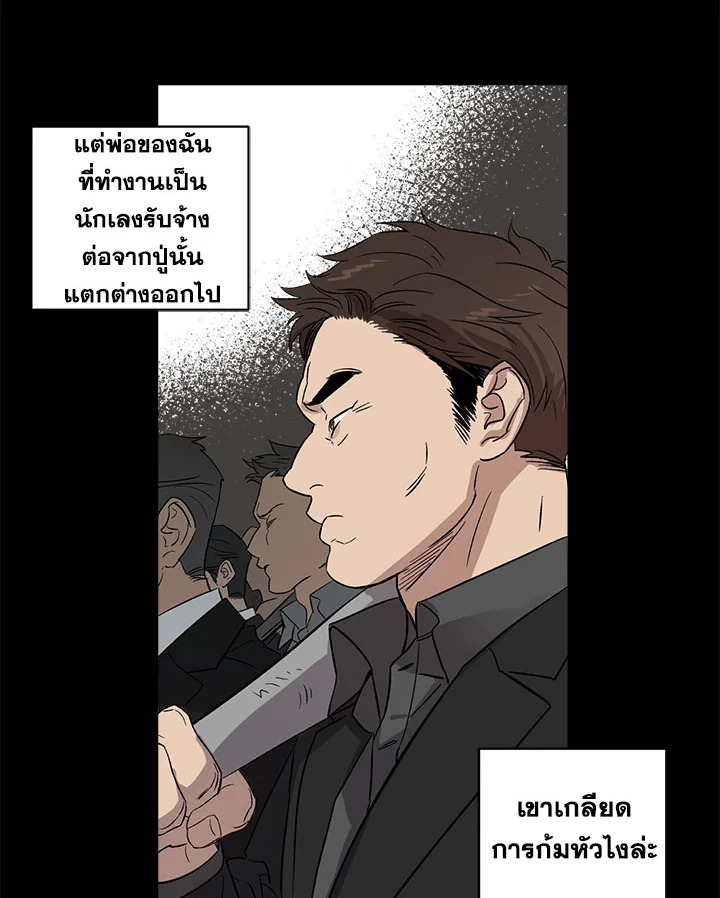 แต่พ่อของฉัน
ที่ทำงานเป็น
นักเลงรับจ้าง
ต่อจากปู่นั้น
แตกต่างออกไป
เขาเกลียด
การก้มหัวไงล่ะ